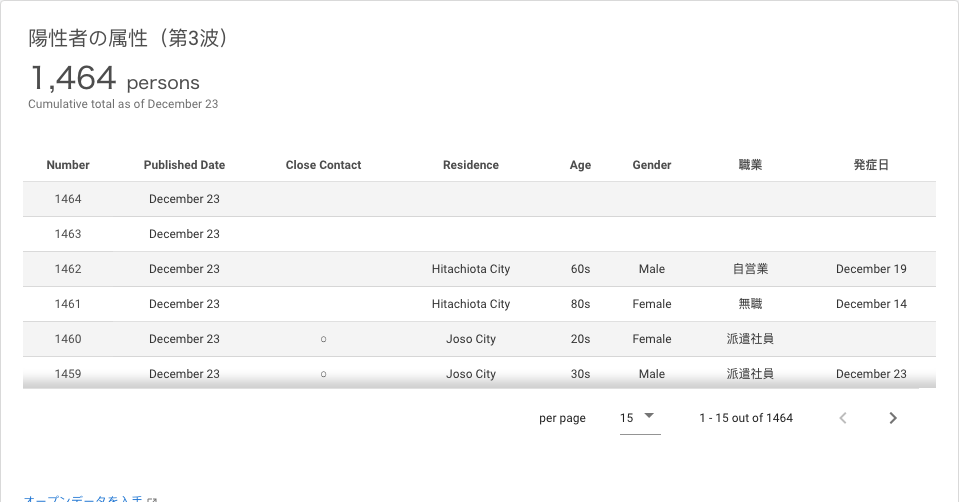 陽性者の属性（第3波）
1,464 persons
Cumulative total as of December 23
Number Published Date Close Contact Residence Age Gender 職業 発症日
1464 December 23
1463 December 23
1462 December 23 Hitachiota City 60s Male 自営業 December 19
1461 December 23 Hitachiota City 80s Female 無職 December 14
1460 December 23 ○ Joso City 20s Female 派遣社員
1459 December 23 ○ Joso City 30s Male 派遣社員 December 23
per page 15 1 - 15 out of 1464
オープンデータを入手